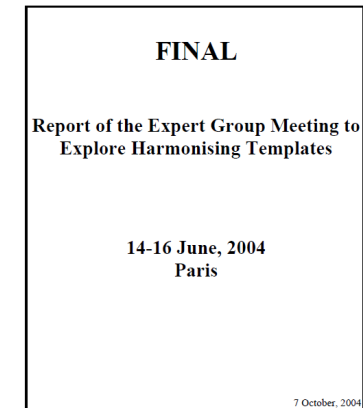 FINAL
Report of the Expert Group Meeting to
Explore Harmonising Templates
14-16 June, 2004
Paris
7 October, 2004